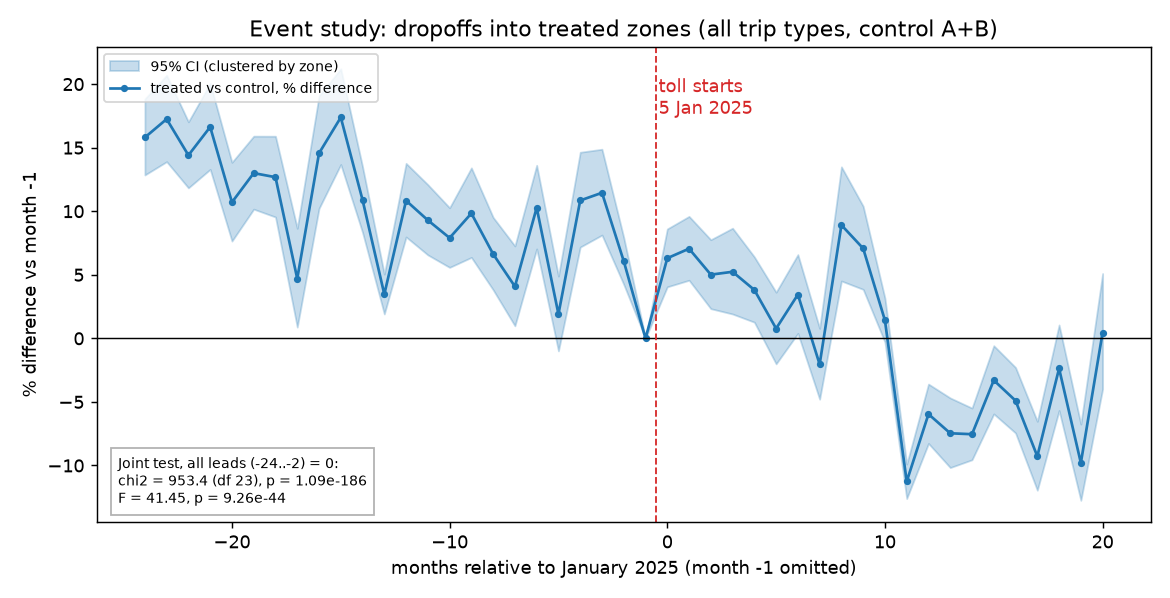 Event study: dropoffs into treated zones (all trip types, control A+B)
95% CI (clustered by zone)
treated vs control, % difference
toll starts
5 Jan 2025
% difference vs month -1
20
15
10
5
0
−5
−10
Joint test, all leads (-24..-2) = 0:
chi2 = 953.4 (df 23), p = 1.09e-186
F = 41.45, p = 9.26e-44
−20
−10
0
10
20
months relative to January 2025 (month -1 omitted)